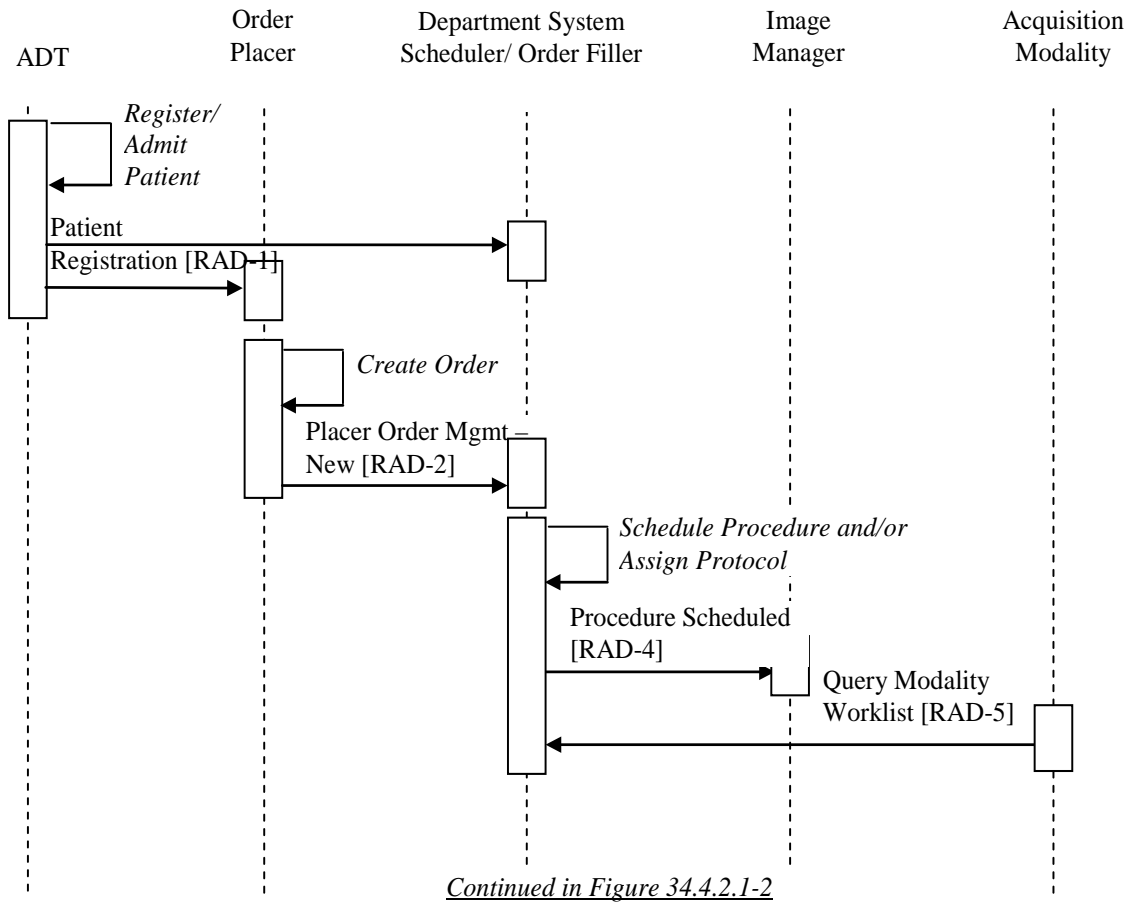 ADT
Order
Placer
Department System
Scheduler/ Order Filler
Image
Manager
Acquisition
Modality
Register/
Admit
Patient
Patient
Registration [RAD-1]
Create Order
Placer Order Mgmt –
New [RAD-2]
Schedule Procedure and/or
Assign Protocol
Procedure Scheduled
[RAD-4]
Query Modality
Worklist [RAD-5]
Continued in Figure 34.4.2.1-2